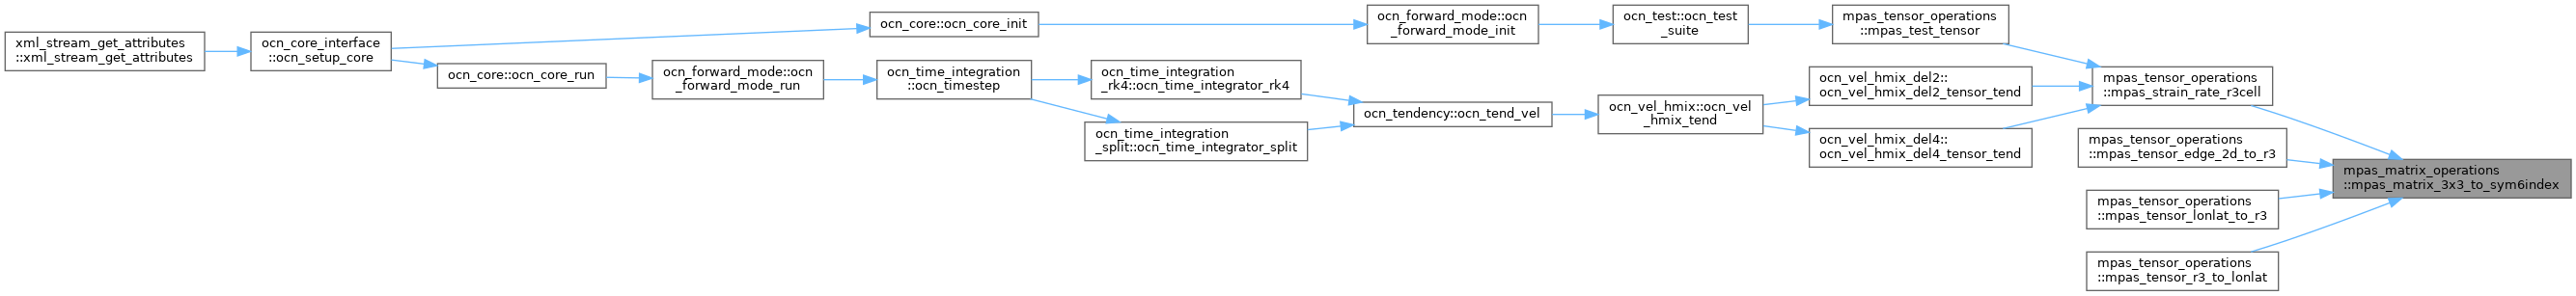 xml_stream_get_attributes
::xml_stream_get_attributes
ocn_core_interface
::ocn_setup_core
ocn_core::ocn_core_init
ocn_core::ocn_core_run
ocn_forward_mode::ocn
_forward_mode_run
ocn_time_integration
::ocn_timestep
ocn_time_integration
_rk4::ocn_time_integrator_rk4
ocn_time_integration
_split::ocn_time_integrator_split
ocn_forward_mode::ocn
_forward_mode_init
ocn_tendency::ocn_tend_vel
ocn_test::ocn_test
_suite
ocn_vel_hmix::ocn_vel
_hmix_tend
mpas_tensor_operations
::mpas_test_tensor
ocn_vel_hmix_del2::
ocn_vel_hmix_del2_tensor_tend
ocn_vel_hmix_del4::
ocn_vel_hmix_del4_tensor_tend
mpas_tensor_operations
::mpas_strain_rate_r3cell
mpas_tensor_operations
::mpas_tensor_edge_2d_to_r3
mpas_tensor_operations
::mpas_tensor_lonlat_to_r3
mpas_tensor_operations
::mpas_tensor_r3_to_lonlat
mpas_matrix_operations
::mpas_matrix_3x3_to_sym6index